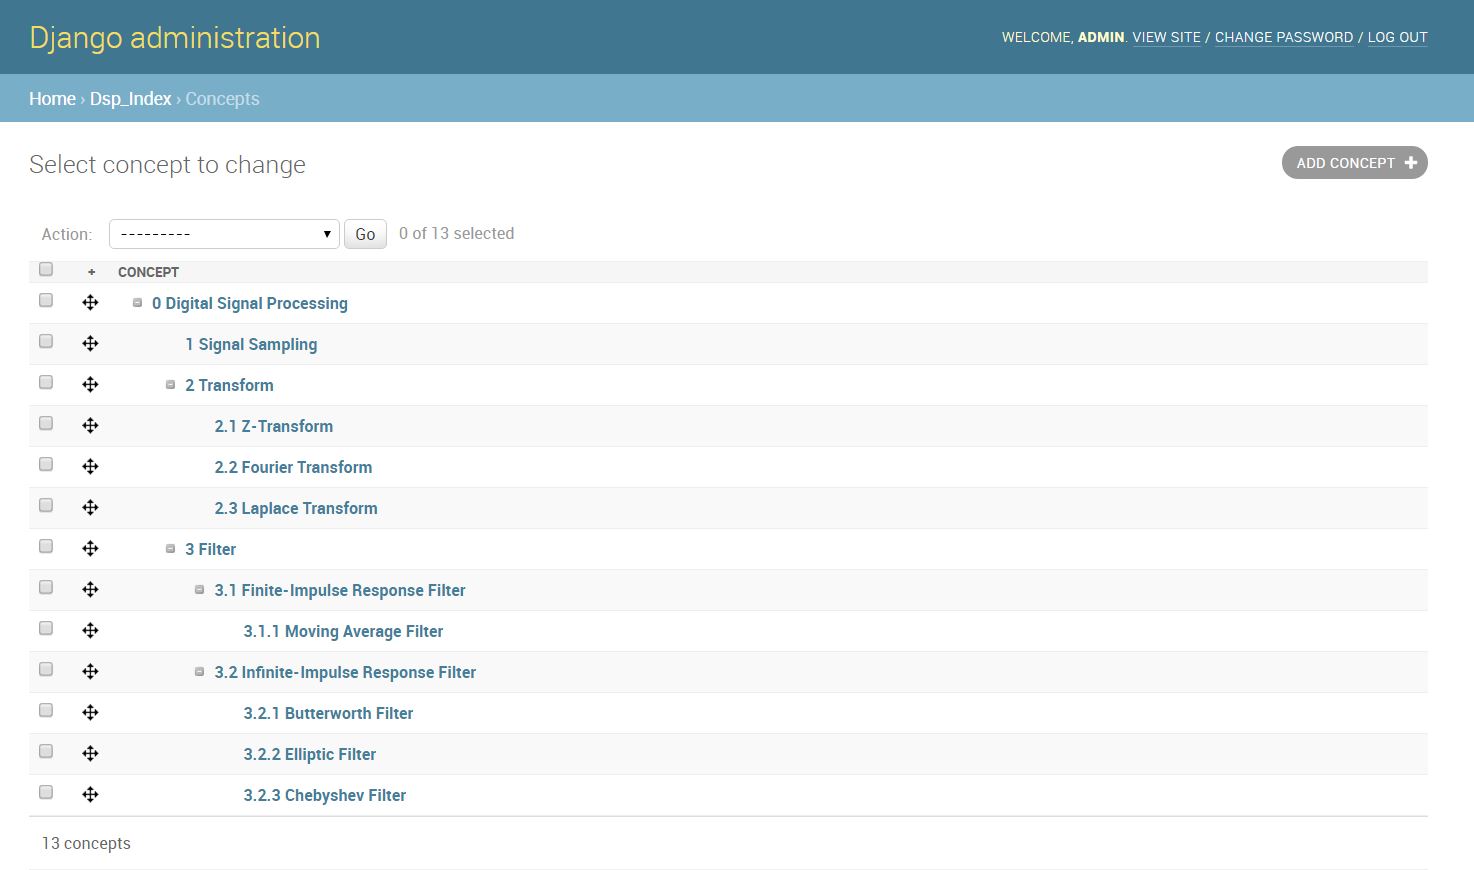 Django administration
WELCOME, ADMIN. VIEW SITE / CHANGE PASSWORD / LOG OUT
Home › Dsp_Index › Concepts
Select concept to change
ADD CONCEPT +
Action: --------- Go 0 of 13 selected
+ CONCEPT
0 Digital Signal Processing
1 Signal Sampling
2 Transform
2.1 Z-Transform
2.2 Fourier Transform
2.3 Laplace Transform
3 Filter
3.1 Finite-Impulse Response Filter
3.1.1 Moving Average Filter
3.2 Infinite-Impulse Response Filter
3.2.1 Butterworth Filter
3.2.2 Elliptic Filter
3.2.3 Chebyshev Filter
13 concepts